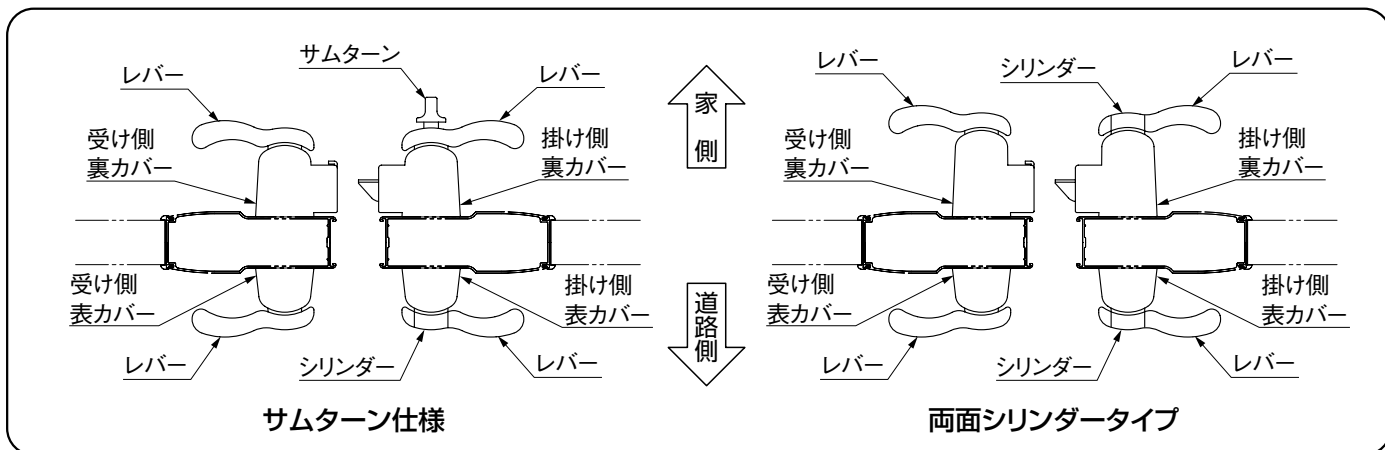 サムターン
レバー
レバー
受け側
裏カバー
掛け側
裏カバー
受け側
表カバー
掛け側
表カバー
レバー
シリンダー
レバー
サムターン仕様
家側
道路側
レバー
シリンダー
レバー
受け側
裏カバー
掛け側
裏カバー
受け側
表カバー
掛け側
表カバー
レバー
シリンダー
レバー
両面シリンダータイプ